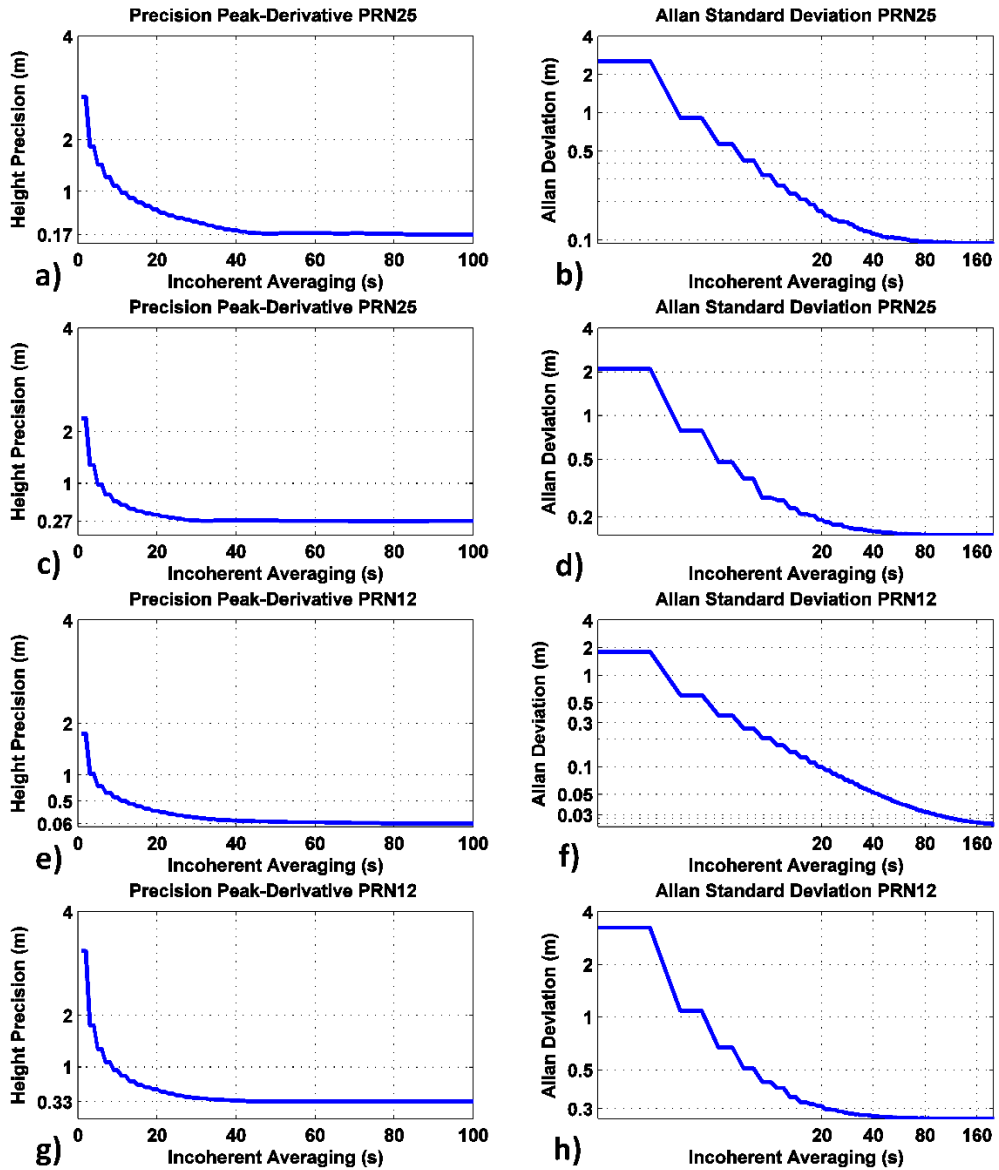 Precision Peak-Derivative PRN25
Height Precision (m)
4
2
1
0.17
0 20 40 60 80 100
Incoherent Averaging (s)
a)
Allan Standard Deviation PRN25
Allan Deviation (m)
4
2
1
0.5
0.1
20 40 80 160
Incoherent Averaging (s)
b)
Precision Peak-Derivative PRN25
Height Precision (m)
4
2
1
0.27
0 20 40 60 80 100
Incoherent Averaging (s)
c)
Allan Standard Deviation PRN25
Allan Deviation (m)
4
2
1
0.5
0.2
20 40 80 160
Incoherent Averaging (s)
d)
Precision Peak-Derivative PRN12
Height Precision (m)
4
2
1
0.5
0.06
0 20 40 60 80 100
Incoherent Averaging (s)
e)
Allan Standard Deviation PRN12
Allan Deviation (m)
4
2
1
0.5
0.3
0.1
0.05
0.03
20 40 80 160
Incoherent Averaging (s)
f)
Precision Peak-Derivative PRN12
Height Precision (m)
4
2
1
0.33
0 20 40 60 80 100
Incoherent Averaging (s)
g)
Allan Standard Deviation PRN12
Allan Deviation (m)
4
2
1
0.5
0.3
20 40 80 160
Incoherent Averaging (s)
h)